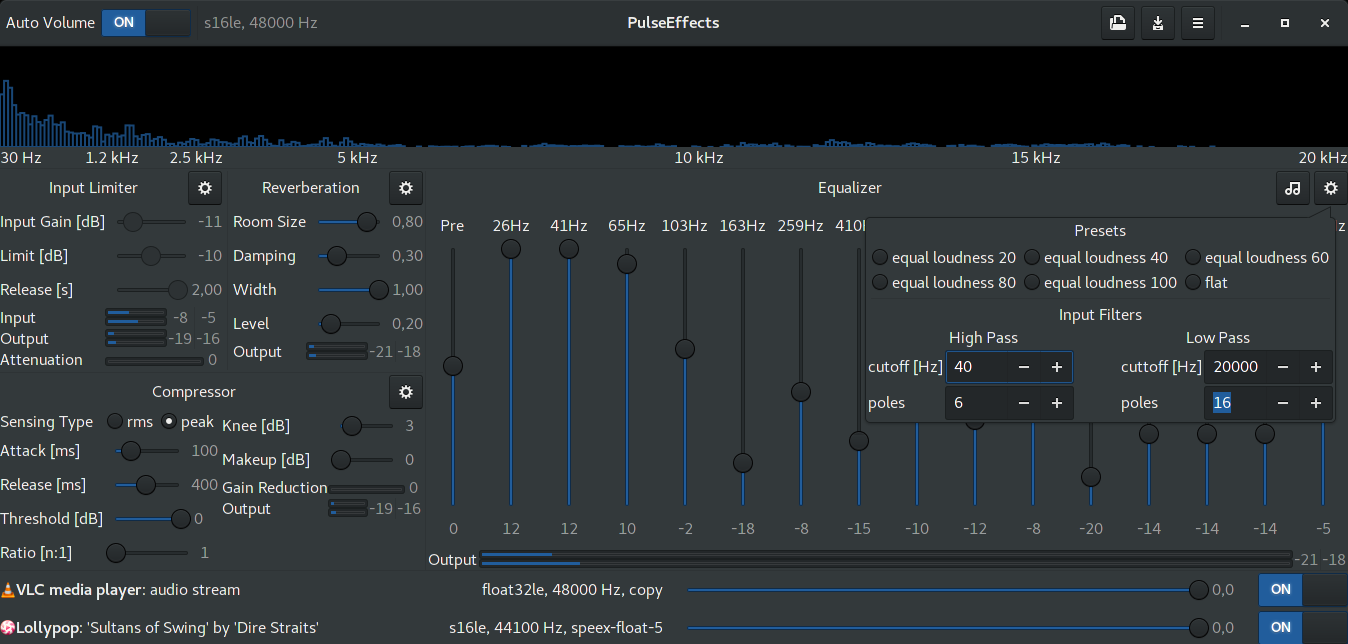 Auto Volume ON s16le, 48000 Hz PulseEffects
30 Hz 1.2 kHz 2.5 kHz 5 kHz 10 kHz 15 kHz 20 kHz
Input Limiter
Input Gain [dB] -11
Limit [dB] -10
Release [s] 2,00
Input -8 -5
Output -19 -16
Attenuation 0
Reverberation
Room Size 0,80
Damping 0,30
Width 1,00
Level 0,20
Output -21 -18
Compressor
Sensing Type rms peak
Attack [ms] 100
Release [ms] 400
Threshold [dB] 0
Ratio [n:1] 1
Knee [dB] 3
Makeup [dB] 0
Gain Reduction 0
Output -19 -16
Equalizer
Pre 26Hz 41Hz 65Hz 103Hz 163Hz 259Hz 410
Presets
equal loudness 20 equal loudness 40 equal loudness 60
equal loudness 80 equal loudness 100 flat
Input Filters
High Pass Low Pass
cutoff [Hz] 40 − + cuttoff [Hz] 20000 − +
poles 6 − + poles 16 − +
0 12 12 10 -2 -18 -8 -15 -10 -12 -8 -20 -14 -14 -14 -5
Output -21 -18
VLC media player: audio stream float32le, 48000 Hz, copy 0,0 ON
Lollypop: 'Sultans of Swing' by 'Dire Straits' s16le, 44100 Hz, speex-float-5 0,0 ON